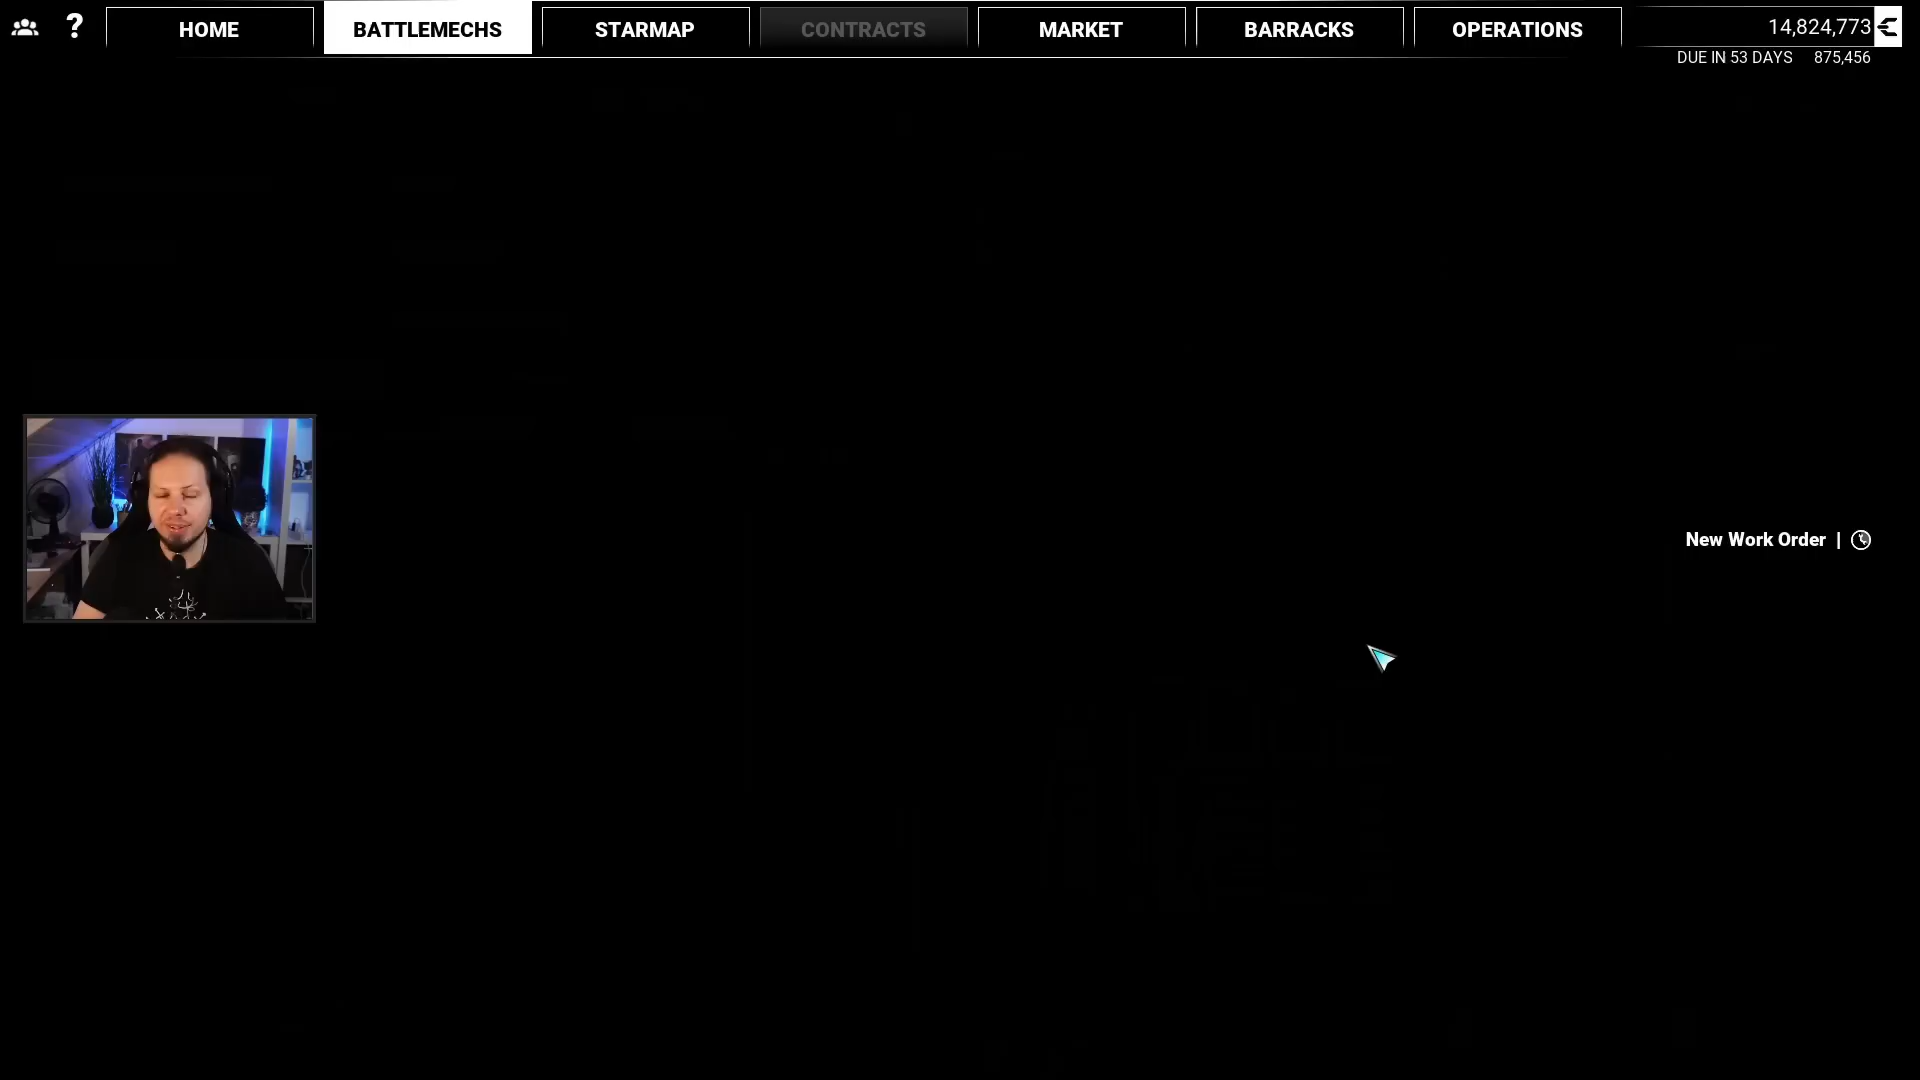 ?
HOME
BATTLEMECHS
STARMAP
CONTRACTS
MARKET
BARRACKS
OPERATIONS
14,824,773
DUE IN 53 DAYS 875,456
New Work Order |